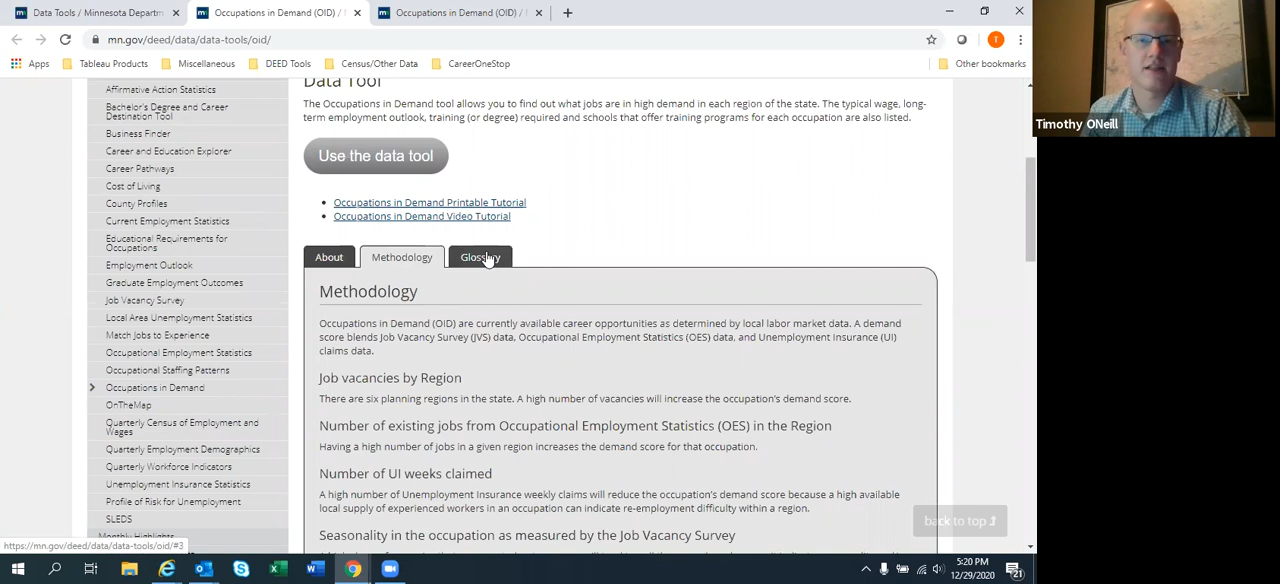 Data Tools / Minnesota Departm
Occupations in Demand (OID) /
Occupations in Demand (OID) /
mn.gov/deed/data/data-tools/oid/
Apps
Tableau Products
Miscellaneous
DEED Tools
Census/Other Data
CareerOneStop
Other bookmarks
Timothy ONeill
Affirmative Action Statistics
Bachelor's Degree and Career
Destination Tool
Business Finder
Career and Education Explorer
Career Pathways
Cost of Living
County Profiles
Current Employment Statistics
Educational Requirements for
Occupations
Employment Outlook
Graduate Employment Outcomes
Job Vacancy Survey
Local Area Unemployment Statistics
Match Jobs to Experience
Occupational Employment Statistics
Occupational Staffing Patterns
Occupations in Demand
OnTheMap
Quarterly Census of Employment and
Wages
Quarterly Employment Demographics
Quarterly Workforce Indicators
Unemployment Insurance Statistics
Profile of Risk for Unemployment
SLEDS
Monthly Highlights
Data Tool
The Occupations in Demand tool allows you to find out what jobs are in high demand in each region of the state. The typical wage, long-
term employment outlook, training (or degree) required and schools that offer training programs for each occupation are also listed.
Use the data tool
Occupations in Demand Printable Tutorial
Occupations in Demand Video Tutorial
About
Methodology
Glossary
Methodology
Occupations in Demand (OID) are currently available career opportunities as determined by local labor market data. A demand
score blends Job Vacancy Survey (JVS) data, Occupational Employment Statistics (OES) data, and Unemployment Insurance (UI)
claims data.
Job vacancies by Region
There are six planning regions in the state. A high number of vacancies will increase the occupation's demand score.
Number of existing jobs from Occupational Employment Statistics (OES) in the Region
Having a high number of jobs in a given region increases the demand score for that occupation.
Number of UI weeks claimed
A high number of Unemployment Insurance weekly claims will reduce the occupation's demand score because a high available
local supply of experienced workers in an occupation can indicate re-employment difficulty within a region.
Seasonality in the occupation as measured by the Job Vacancy Survey
back to top
https://mn.gov/deed/data/data-tools/oid/#3
5:20 PM
12/29/2020
21